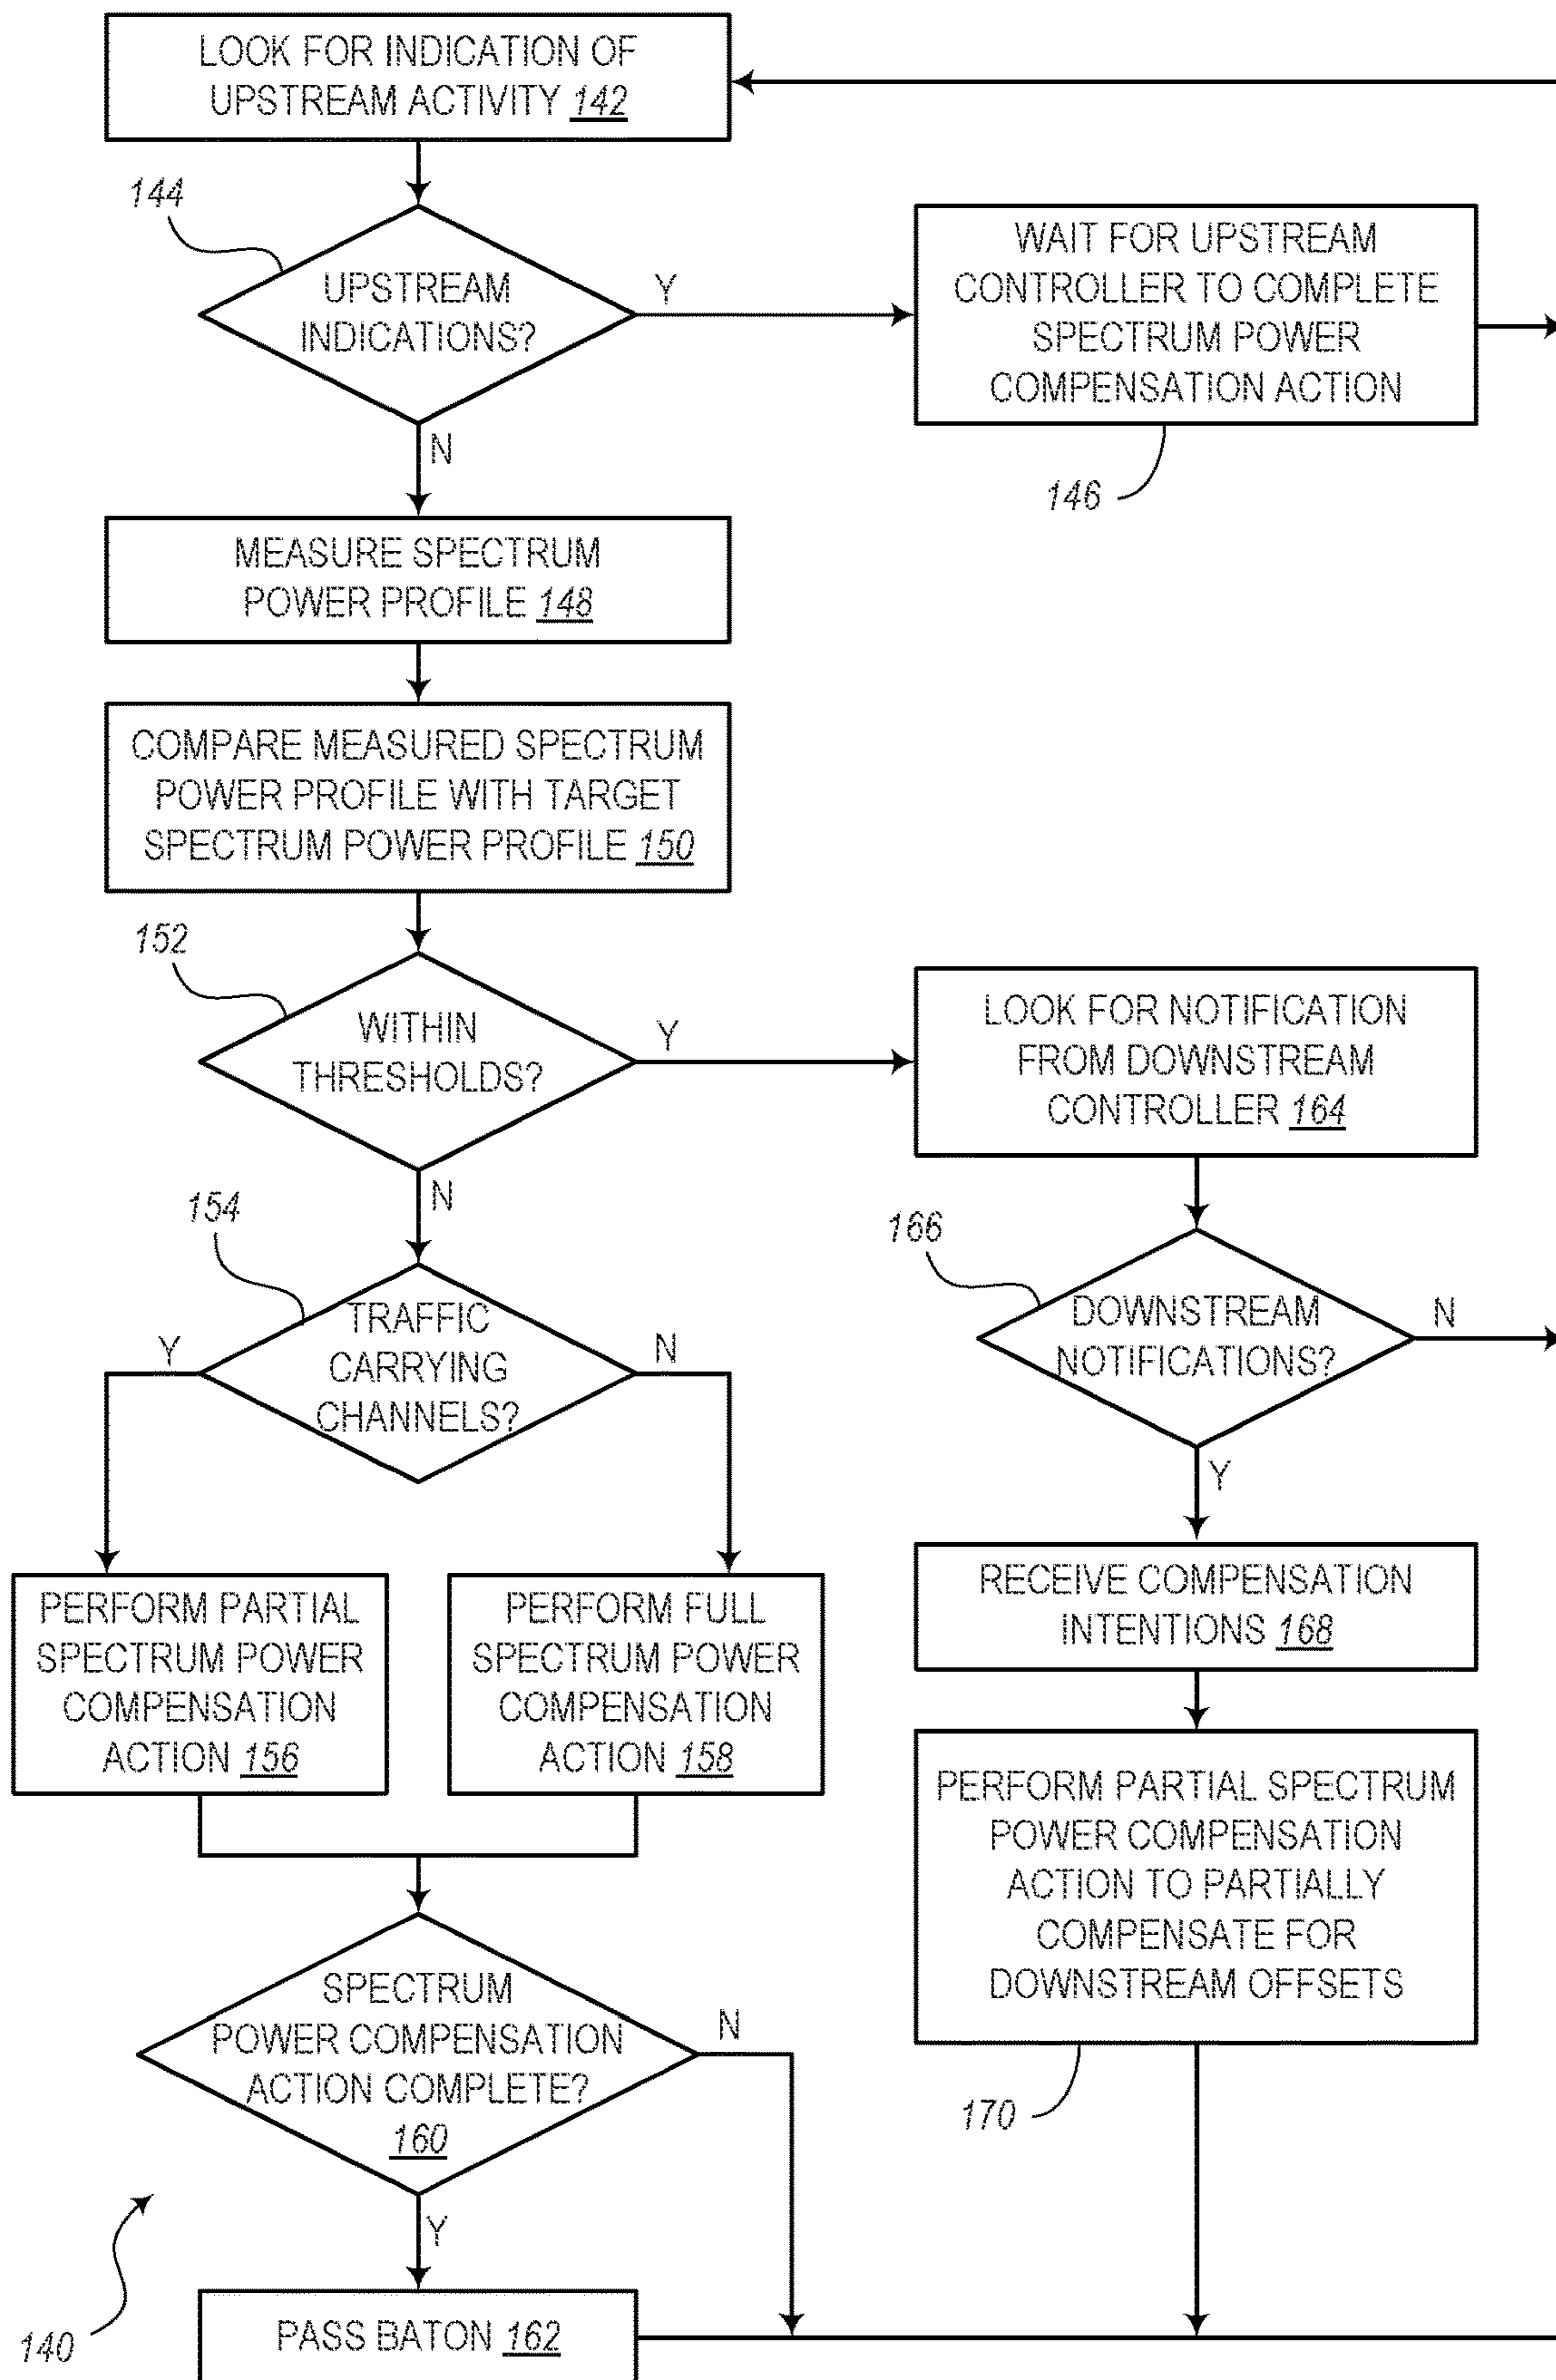 LOOK FOR INDICATION OF
UPSTREAM ACTIVITY 142
144
UPSTREAM
INDICATIONS?
Y
N
WAIT FOR UPSTREAM
CONTROLLER TO COMPLETE
SPECTRUM POWER
COMPENSATION ACTION
146
MEASURE SPECTRUM
POWER PROFILE 148
COMPARE MEASURED SPECTRUM
POWER PROFILE WITH TARGET
SPECTRUM POWER PROFILE 150
152
WITHIN
THRESHOLDS?
Y
N
LOOK FOR NOTIFICATION
FROM DOWNSTREAM
CONTROLLER 164
154
TRAFFIC
CARRYING
CHANNELS?
Y
N
166
DOWNSTREAM
NOTIFICATIONS?
N
Y
PERFORM PARTIAL
SPECTRUM POWER
COMPENSATION
ACTION 156
PERFORM FULL
SPECTRUM POWER
COMPENSATION
ACTION 158
RECEIVE COMPENSATION
INTENTIONS 168
PERFORM PARTIAL SPECTRUM
POWER COMPENSATION
ACTION TO PARTIALLY
COMPENSATE FOR
DOWNSTREAM OFFSETS
170
SPECTRUM
POWER COMPENSATION
ACTION COMPLETE?
160
N
Y
PASS BATON 162
140